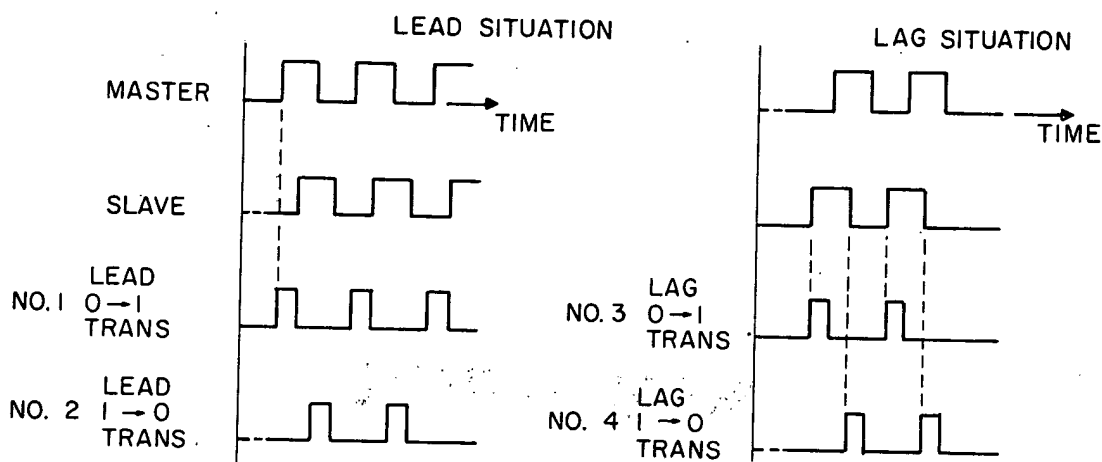 LEAD SITUATION
MASTER
TIME
SLAVE
NO. 1 LEAD
0→1
TRANS
NO. 2 LEAD
1→0
TRANS
LAG SITUATION
TIME
NO. 3 LAG
0→1
TRANS
NO. 4 LAG
1→0
TRANS